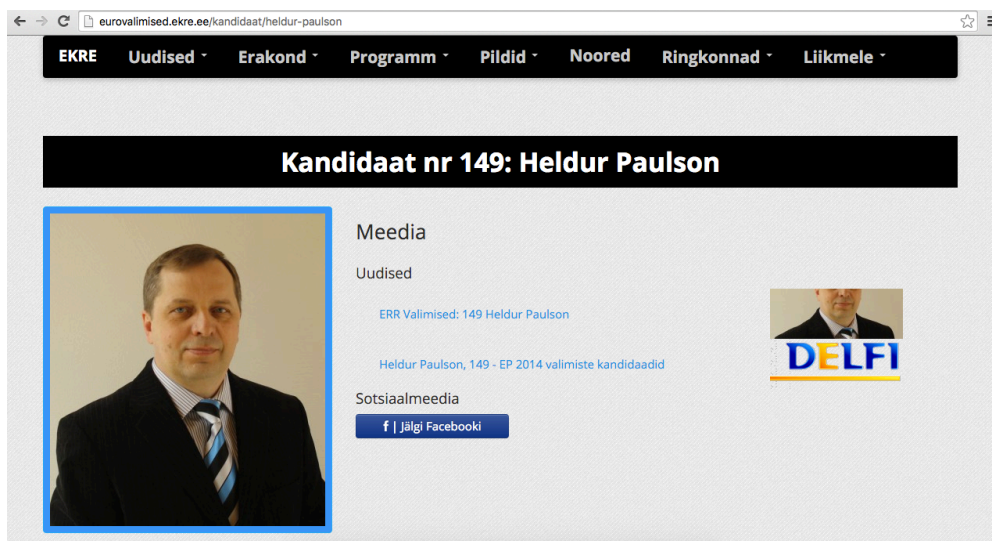 eurovalimised.ekre.ee/kandidaat/heldur-paulson
EKRE Uudised Erakond Programm Pildid Noored Ringkonnad Liikmele
Kandidaat nr 149: Heldur Paulson
Meedia
Uudised
ERR Valimised: 149 Heldur Paulson
Heldur Paulson, 149 - EP 2014 valimiste kandidaadid
DELFI
Sotsiaalmeedia
f | Jälgi Facebooki